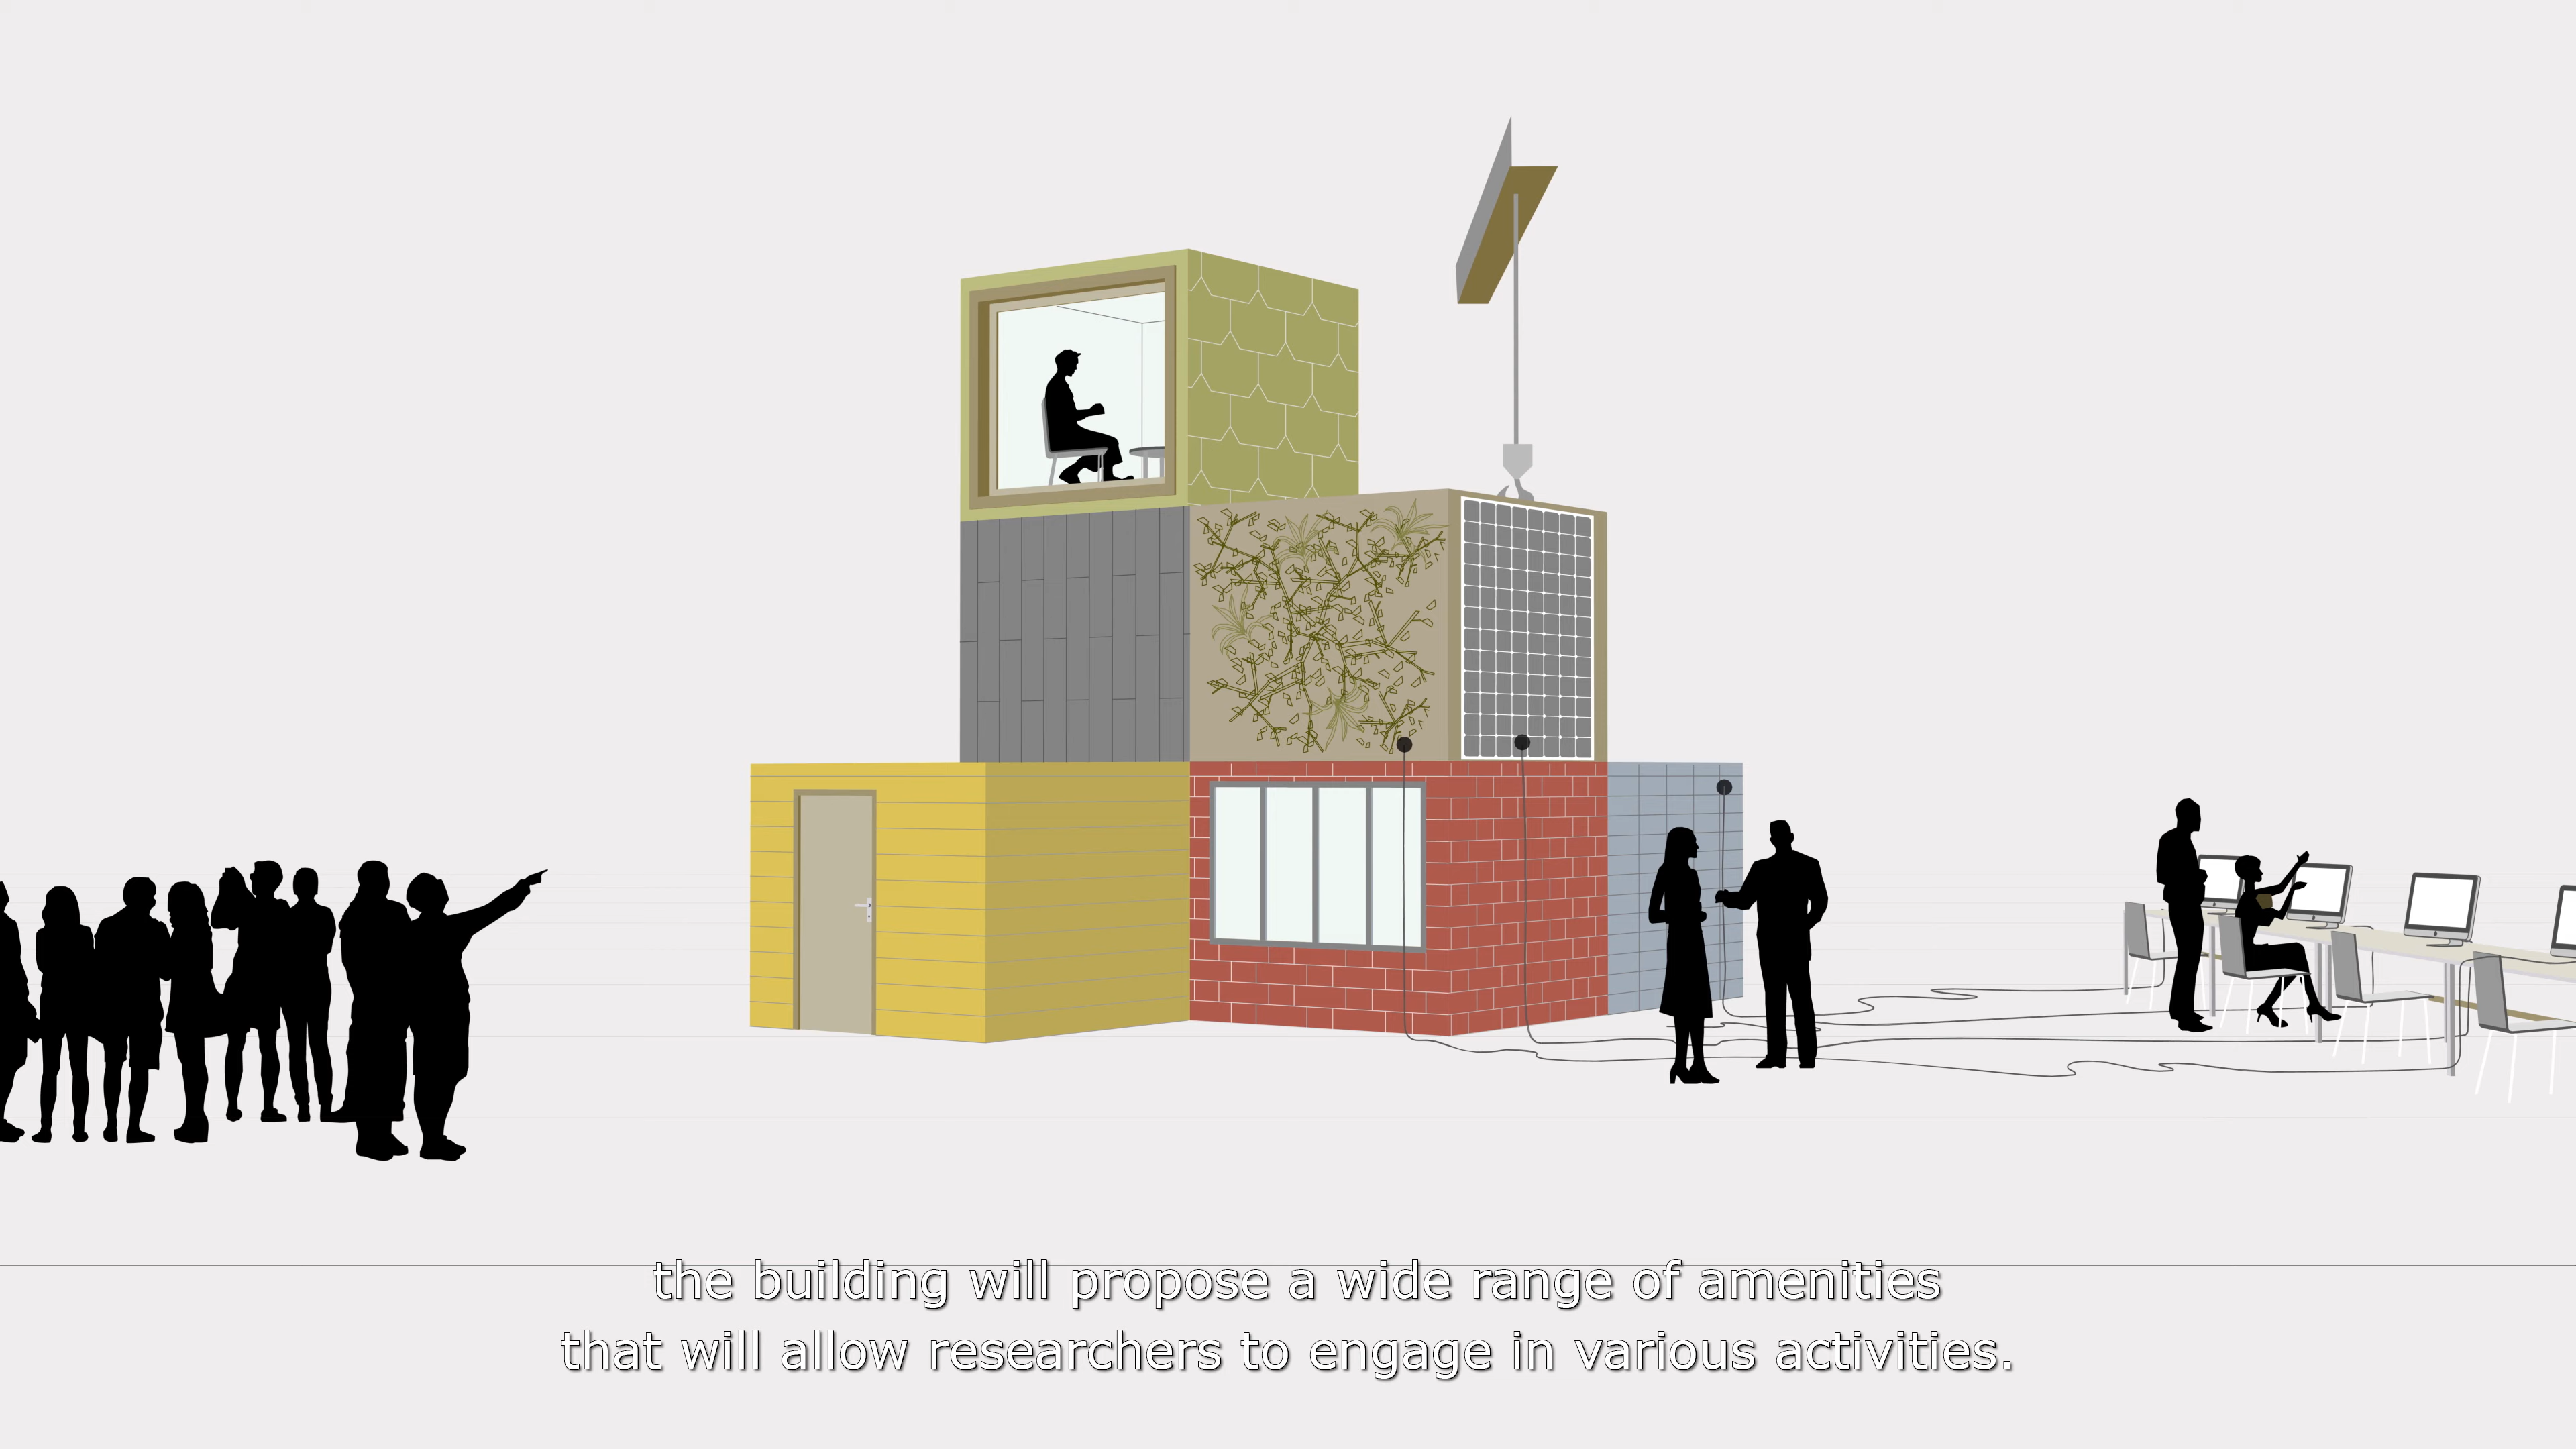 the building will propose a wide range of amenities
that will allow researchers to engage in various activities.